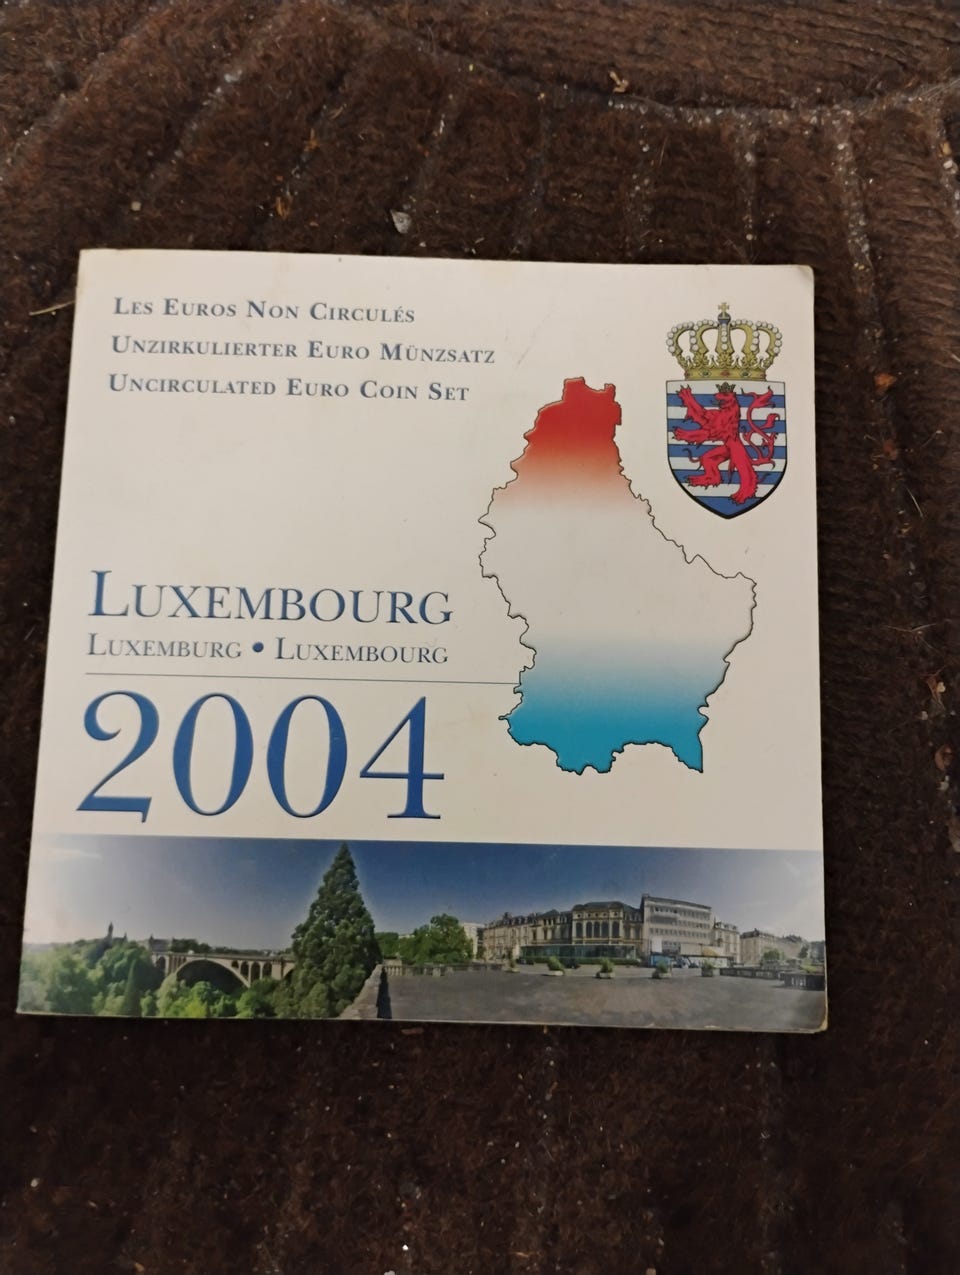 Les Euros Non Circulés
Unzirkulierter Euro Münzsatz
Uncirculated Euro Coin Set
Luxembourg
Luxemburg • Luxembourg
2004